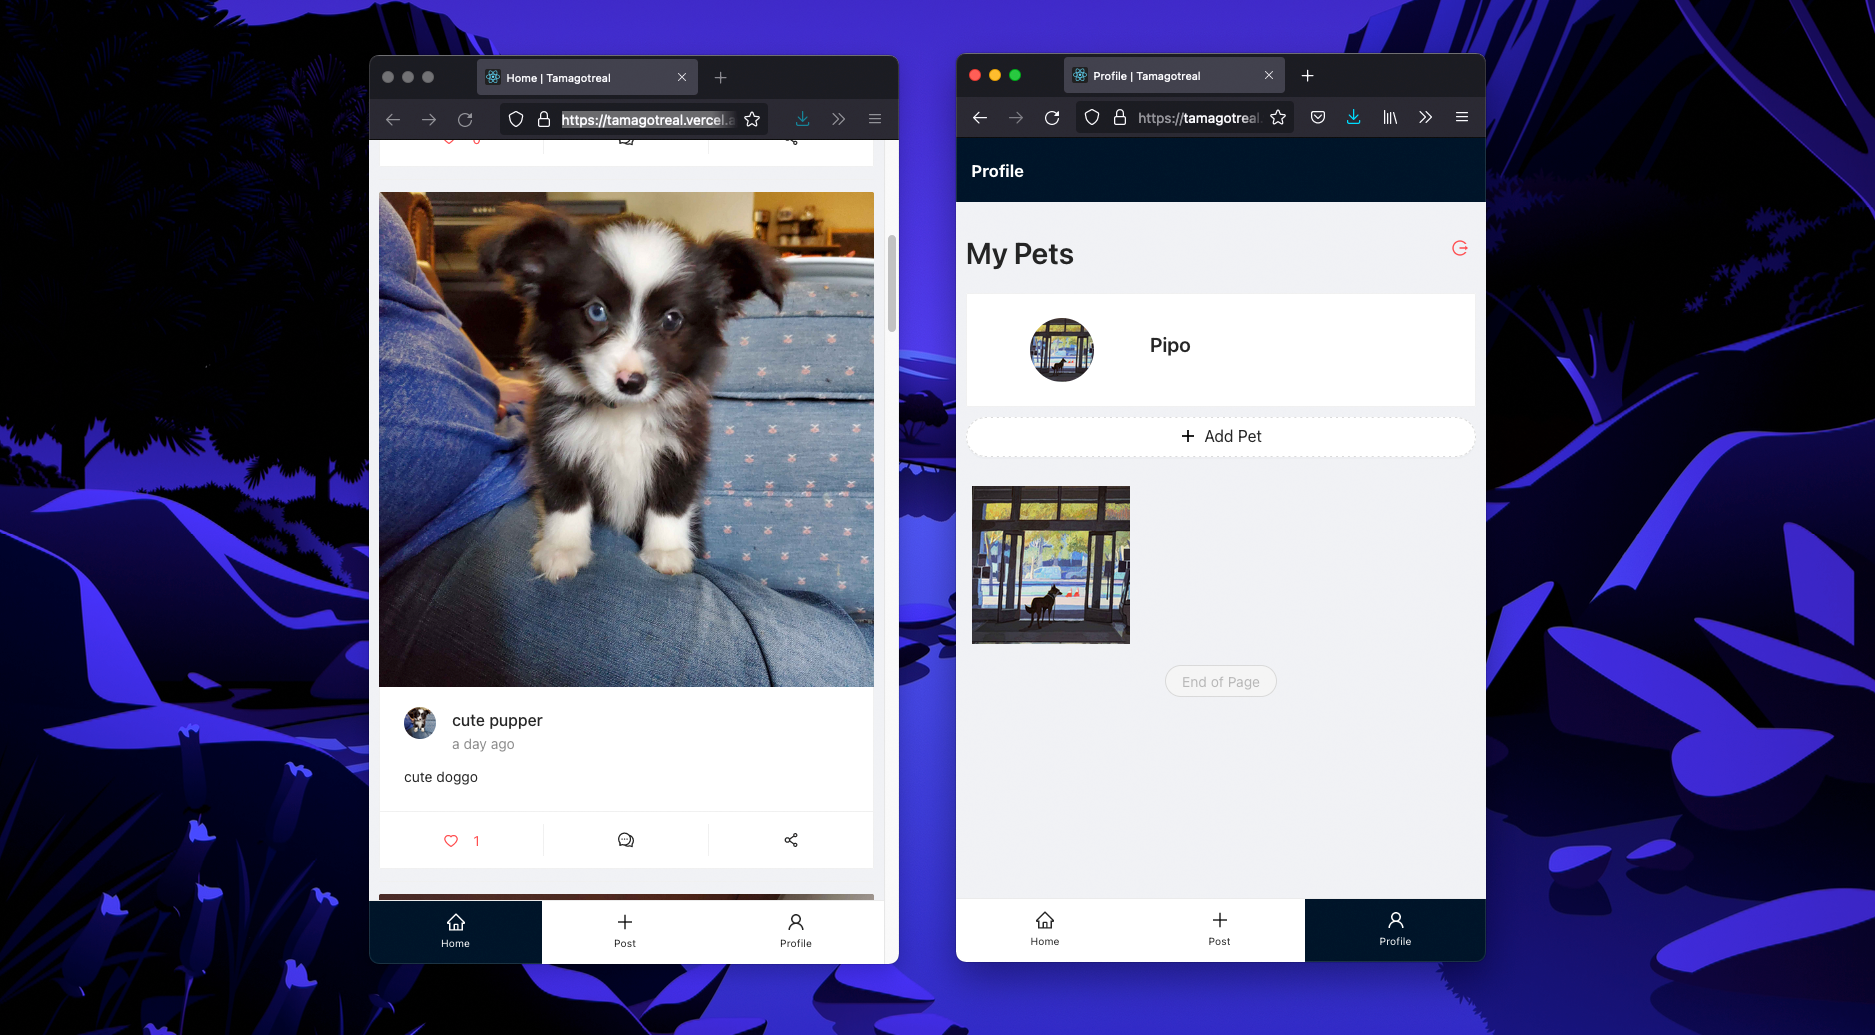 Home | Tamagotreal
https://tamagotreal.vercel.a
0
cute pupper
a day ago
cute doggo
1
Home
Post
Profile
Profile | Tamagotreal
https://tamagotreal.
Profile
My Pets
Pipo
Add Pet
End of Page
Home
Post
Profile